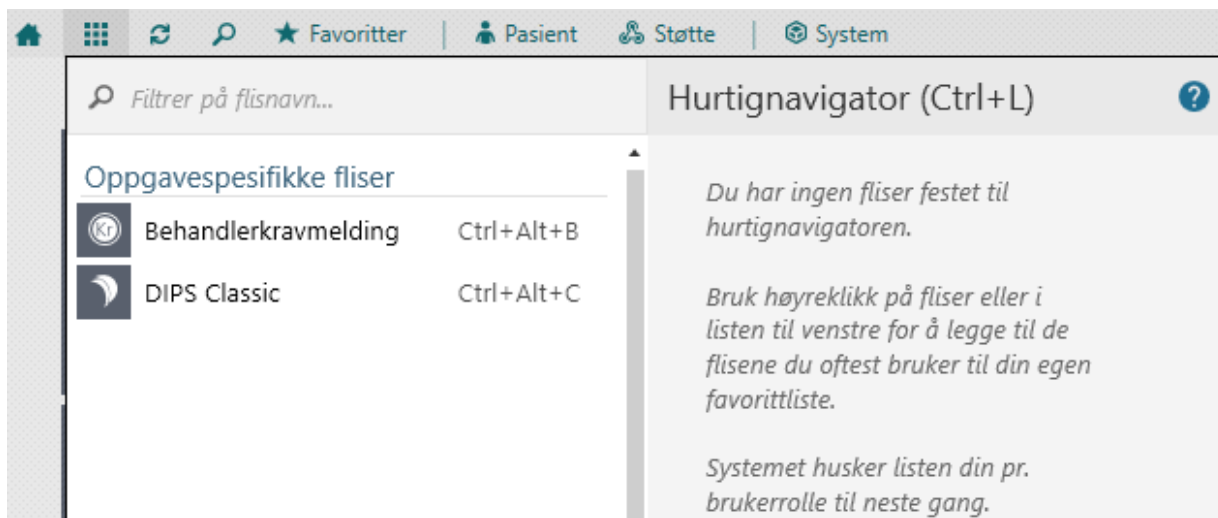 Favoritter | Pasient Støtte | System
Filtrer på flisnavn...
Hurtignavigator (Ctrl+L) ?
Oppgavespesifikke fliser
Kr Behandlerkravmelding Ctrl+Alt+B
DIPS Classic Ctrl+Alt+C
Du har ingen fliser festet til
hurtignavigatoren.
Bruk høyreklikk på fliser eller i
listen til venstre for å legge til de
flisene du oftest bruker til din egen
favorittliste.
Systemet husker listen din pr.
brukerrolle til neste gang.